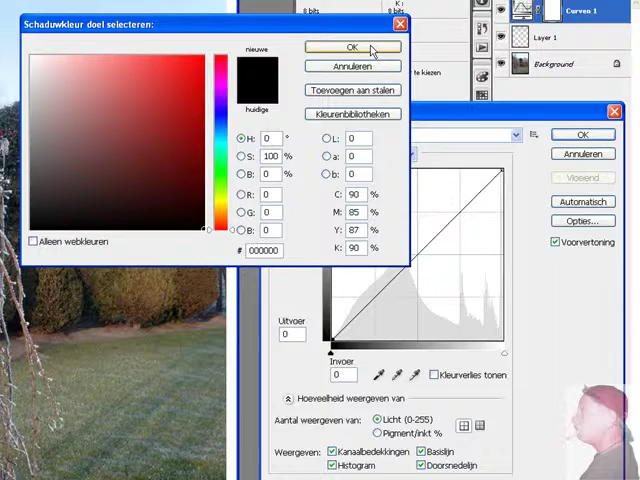 Schaduwkleur doel selecteren:
nieuwe
huidige
OK
Annuleren
Toevoegen aan stalen
Kleurenbibliotheken
H: 0 °
S: 100 %
B: 0 %
R: 0
G: 0
B: 0
# 000000
L: 0
a: 0
b: 0
C: 90 %
M: 85 %
Y: 87 %
K: 90 %
Alleen webkleuren
8 bits
K:
8 bits
te kiezen
Curven 1
Layer 1
Background
OK
Annuleren
Vloeiend
Automatisch
Opties...
Voorvertoning
Uitvoer
0
Invoer
0
Kleurverlies tonen
Hoeveelheid weergeven van
Aantal weergeven van:
Licht (0-255)
Pigment/inkt %
Weergeven:
Kanaalbedekkingen
Basislijn
Histogram
Doorsnedelijn